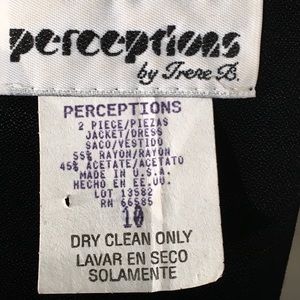 perceptions
by Irene B.
PERCEPTIONS
2 PIECE/PIEZAS
JACKET/DRESS
SACO/VESTIDO
55% RAYON/RAYON
45% ACETATE/ACETATO
MADE IN U.S.A.
HECHO EN EE.UU.
LOT 13582
RN 66585
10
DRY CLEAN ONLY
LAVAR EN SECO
SOLAMENTE